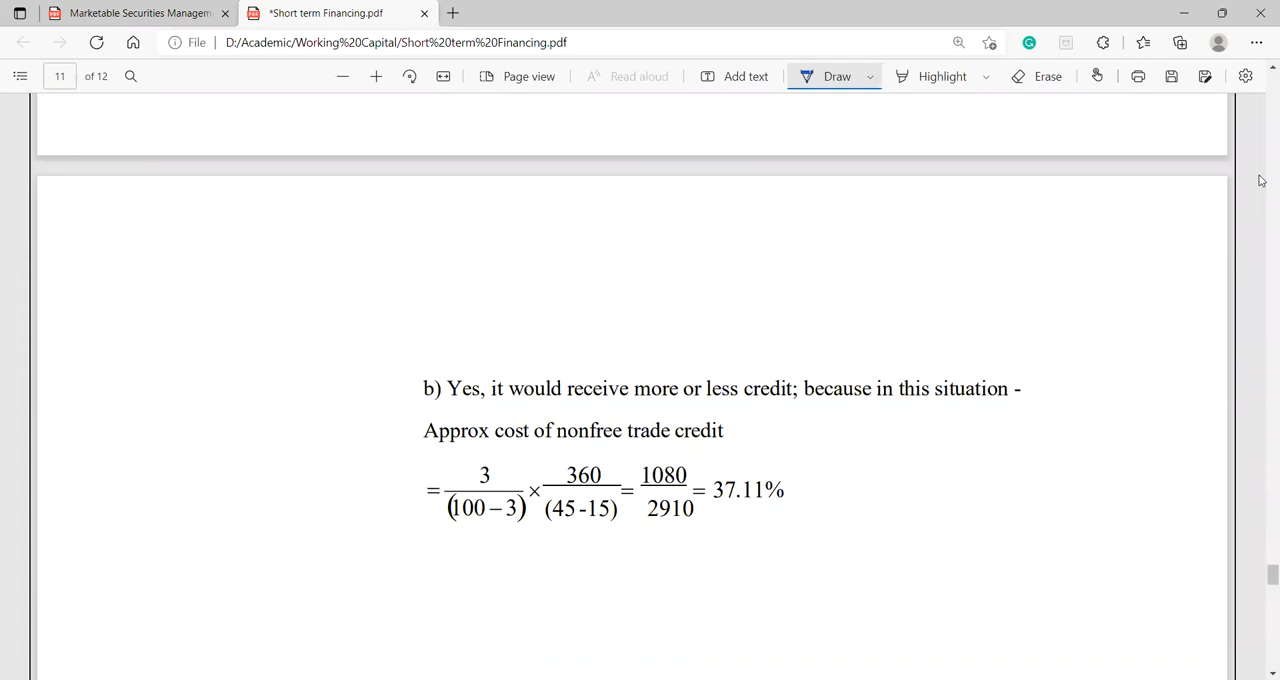 Marketable Securities Managem
*Short term Financing.pdf
File | D:/Academic/Working%20Capital/Short%20term%20Financing.pdf
11 of 12
Page view
Read aloud
Add text
Draw
Highlight
Erase
b) Yes, it would receive more or less credit; because in this situation -
Approx cost of nonfree trade credit
= 3/(100 – 3) × 360/(45 -15) = 1080/2910 = 37.11%